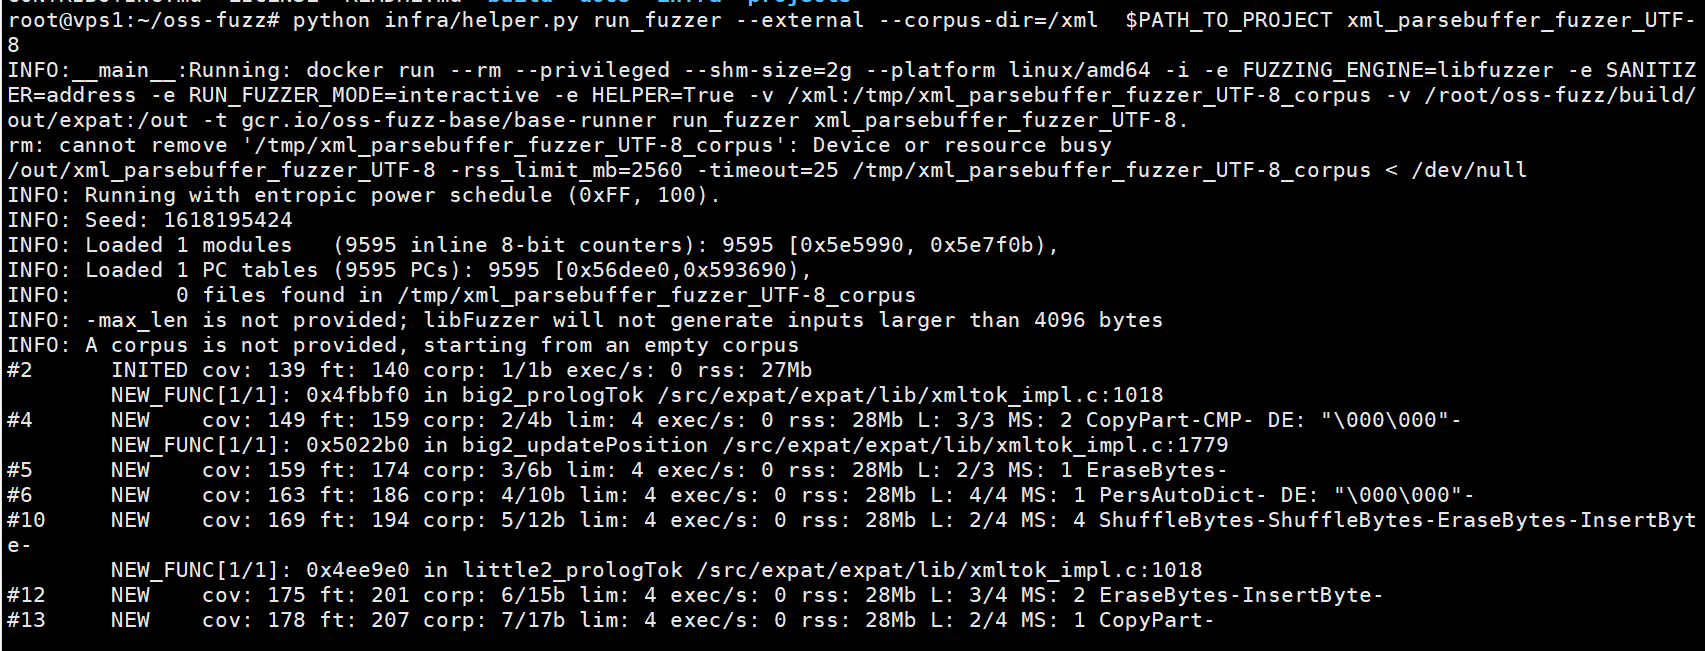 root@vps1:~/oss-fuzz# python infra/helper.py run_fuzzer --external --corpus-dir=/xml  $PATH_TO_PROJECT xml_parsebuffer_fuzzer_UTF-
8
INFO:__main__:Running: docker run --rm --privileged --shm-size=2g --platform linux/amd64 -i -e FUZZING_ENGINE=libfuzzer -e SANITIZ
ER=address -e RUN_FUZZER_MODE=interactive -e HELPER=True -v /xml:/tmp/xml_parsebuffer_fuzzer_UTF-8_corpus -v /root/oss-fuzz/build/
out/expat:/out -t gcr.io/oss-fuzz-base/base-runner run_fuzzer xml_parsebuffer_fuzzer_UTF-8.
rm: cannot remove '/tmp/xml_parsebuffer_fuzzer_UTF-8_corpus': Device or resource busy
/out/xml_parsebuffer_fuzzer_UTF-8 -rss_limit_mb=2560 -timeout=25 /tmp/xml_parsebuffer_fuzzer_UTF-8_corpus < /dev/null
INFO: Running with entropic power schedule (0xFF, 100).
INFO: Seed: 1618195424
INFO: Loaded 1 modules   (9595 inline 8-bit counters): 9595 [0x5e5990, 0x5e7f0b),
INFO: Loaded 1 PC tables (9595 PCs): 9595 [0x56dee0,0x593690),
INFO:        0 files found in /tmp/xml_parsebuffer_fuzzer_UTF-8_corpus
INFO: -max_len is not provided; libFuzzer will not generate inputs larger than 4096 bytes
INFO: A corpus is not provided, starting from an empty corpus
#2      INITED cov: 139 ft: 140 corp: 1/1b exec/s: 0 rss: 27Mb
        NEW_FUNC[1/1]: 0x4fbbf0 in big2_prologTok /src/expat/expat/lib/xmltok_impl.c:1018
#4      NEW    cov: 149 ft: 159 corp: 2/4b lim: 4 exec/s: 0 rss: 28Mb L: 3/3 MS: 2 CopyPart-CMP- DE: "\000\000"-
        NEW_FUNC[1/1]: 0x5022b0 in big2_updatePosition /src/expat/expat/lib/xmltok_impl.c:1779
#5      NEW    cov: 159 ft: 174 corp: 3/6b lim: 4 exec/s: 0 rss: 28Mb L: 2/3 MS: 1 EraseBytes-
#6      NEW    cov: 163 ft: 186 corp: 4/10b lim: 4 exec/s: 0 rss: 28Mb L: 4/4 MS: 1 PersAutoDict- DE: "\000\000"-
#10     NEW    cov: 169 ft: 194 corp: 5/12b lim: 4 exec/s: 0 rss: 28Mb L: 2/4 MS: 4 ShuffleBytes-ShuffleBytes-EraseBytes-InsertByt
e-
        NEW_FUNC[1/1]: 0x4ee9e0 in little2_prologTok /src/expat/expat/lib/xmltok_impl.c:1018
#12     NEW    cov: 175 ft: 201 corp: 6/15b lim: 4 exec/s: 0 rss: 28Mb L: 3/4 MS: 2 EraseBytes-InsertByte-
#13     NEW    cov: 178 ft: 207 corp: 7/17b lim: 4 exec/s: 0 rss: 28Mb L: 2/4 MS: 1 CopyPart-